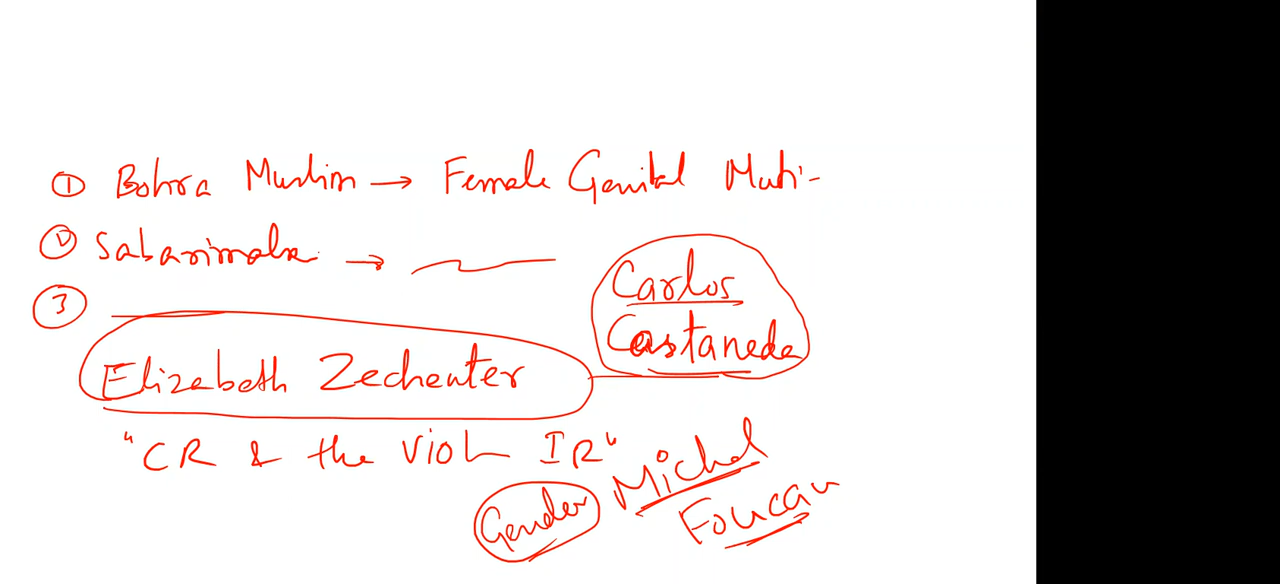 ① Bohra Muslim → Female Genital Muti-
② Sabarimala →
③
Carlos
Castaneda
Elizabeth Zechenter
"CR & the Viol IR"
Gender
Michel
Foucau